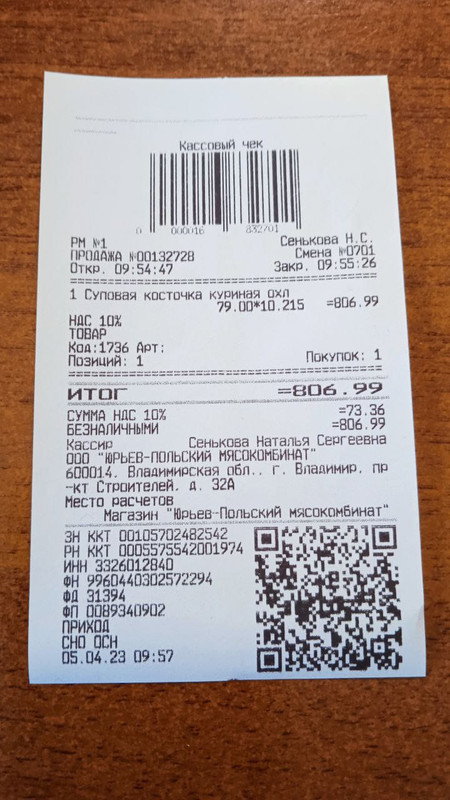 Кассовый чек
0 000016 832701
РМ №1 Сенькова Н.С.
ПРОДАЖА №00132728 Смена №0701
Откр. 09:54:47 Закр. 09:55:26
1 Суповая косточка куриная охл
79.00*10.215 =806.99
НДС 10%
ТОВАР
Код:1736 Арт:
Позиций: 1 Покупок: 1
ИТОГ =806.99
СУММА НДС 10% =73.36
БЕЗНАЛИЧНЫМИ =806.99
Кассир Сенькова Наталья Сергеевна
ООО "ЮРЬЕВ-ПОЛЬСКИЙ МЯСОКОМБИНАТ"
600014, Владимирская обл., г. Владимир, пр
-кт Строителей, д. 32А
Место расчетов
Магазин "Юрьев-Польский мясокомбинат"
ЗН ККТ 00105702482542
РН ККТ 0005575542001974
ИНН 3326012840
ФН 9960440302572294
ФД 31394
ФП 0089340902
ПРИХОД
СНО ОСН
05.04.23 09:57